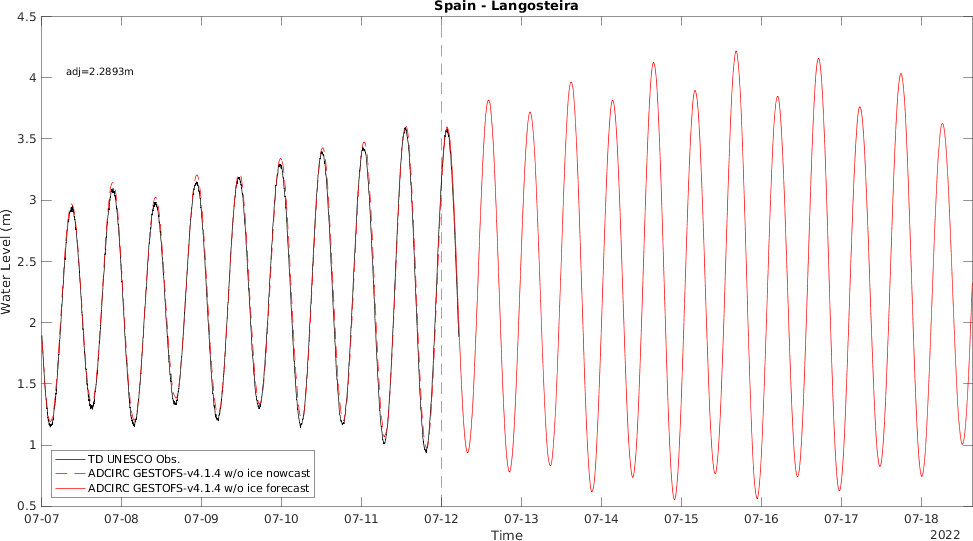 Spain - Langosteira
4.5
4
3.5
3
2.5
2
1.5
1
0.5
Water Level (m)
adj=2.2893m
TD UNESCO Obs.
ADCIRC GESTOFS-v4.1.4 w/o ice nowcast
ADCIRC GESTOFS-v4.1.4 w/o ice forecast
07-07 07-08 07-09 07-10 07-11 07-12 07-13 07-14 07-15 07-16 07-17 07-18
Time
2022